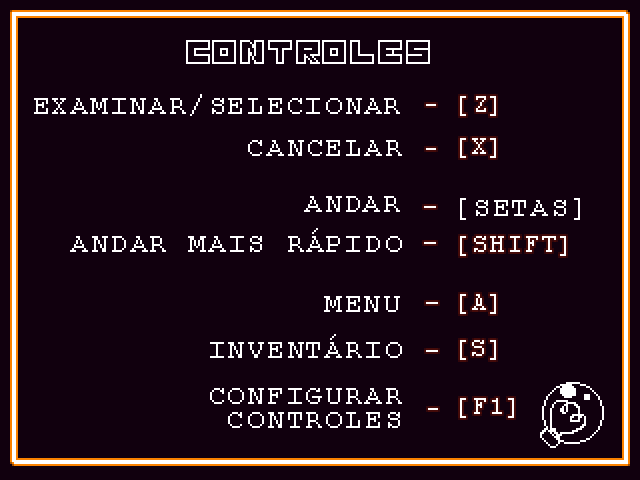 CONTROLES
EXAMINAR/SELECIONAR - [Z]
CANCELAR - [X]
ANDAR - [SETAS]
ANDAR MAIS RÁPIDO - [SHIFT]
MENU - [A]
INVENTÁRIO - [S]
CONFIGURAR
CONTROLES - [F1]